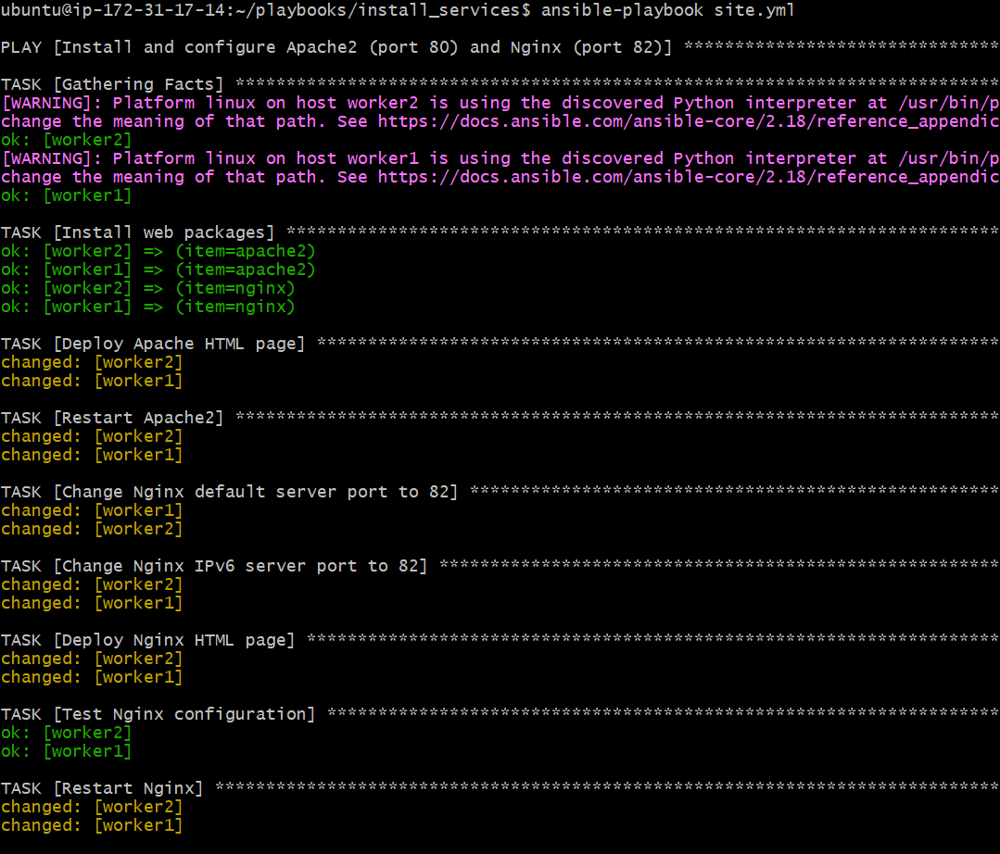 ubuntu@ip-172-31-17-14:~/playbooks/install_services$ ansible-playbook site.yml
PLAY [Install and configure Apache2 (port 80) and Nginx (port 82)] *******************************
TASK [Gathering Facts] ***************************************************************************
[WARNING]: Platform linux on host worker2 is using the discovered Python interpreter at /usr/bin/p
change the meaning of that path. See https://docs.ansible.com/ansible-core/2.18/reference_appendic
ok: [worker2]
[WARNING]: Platform linux on host worker1 is using the discovered Python interpreter at /usr/bin/p
change the meaning of that path. See https://docs.ansible.com/ansible-core/2.18/reference_appendic
ok: [worker1]
TASK [Install web packages] **********************************************************************
ok: [worker2] => (item=apache2)
ok: [worker1] => (item=apache2)
ok: [worker2] => (item=nginx)
ok: [worker1] => (item=nginx)
TASK [Deploy Apache HTML page] *******************************************************************
changed: [worker2]
changed: [worker1]
TASK [Restart Apache2] ***************************************************************************
changed: [worker2]
changed: [worker1]
TASK [Change Nginx default server port to 82] ****************************************************
changed: [worker1]
changed: [worker2]
TASK [Change Nginx IPv6 server port to 82] *******************************************************
changed: [worker2]
changed: [worker1]
TASK [Deploy Nginx HTML page] ********************************************************************
changed: [worker2]
changed: [worker1]
TASK [Test Nginx configuration] ******************************************************************
ok: [worker2]
ok: [worker1]
TASK [Restart Nginx] *****************************************************************************
changed: [worker2]
changed: [worker1]